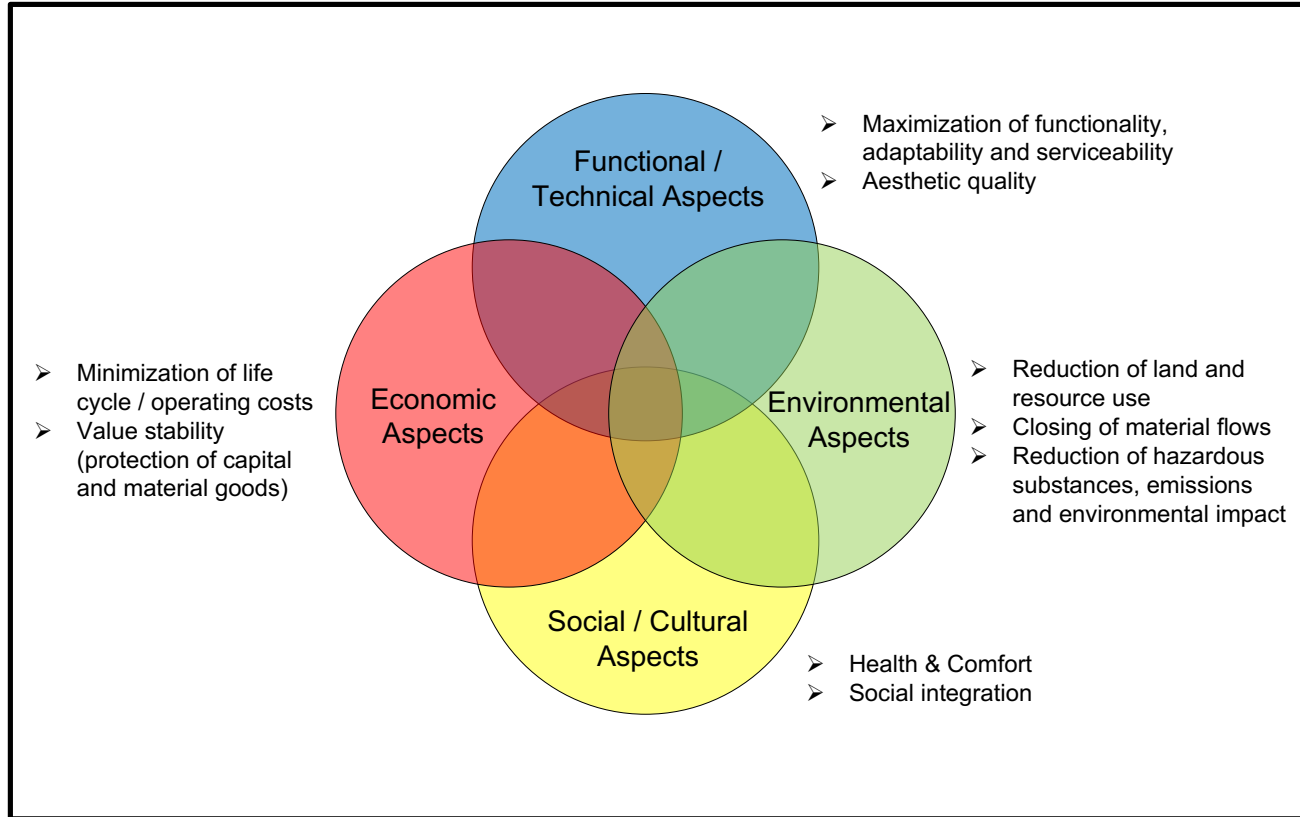 Functional /
Technical Aspects
➢ Maximization of functionality,
adaptability and serviceability
➢ Aesthetic quality
➢ Minimization of life
cycle / operating costs
➢ Value stability
(protection of capital
and material goods)
Economic
Aspects
Environmental
Aspects
➢ Reduction of land and
resource use
➢ Closing of material flows
➢ Reduction of hazardous
substances, emissions
and environmental impact
Social / Cultural
Aspects
➢ Health & Comfort
➢ Social integration